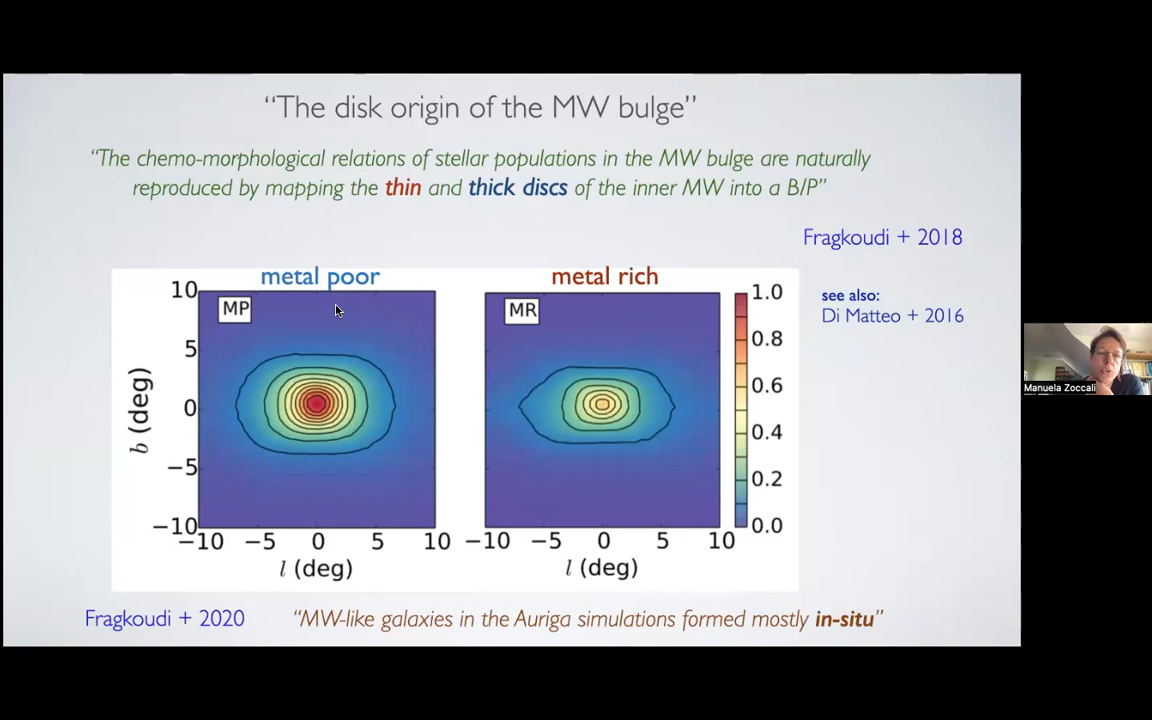 “The disk origin of the MW bulge”
“The chemo-morphological relations of stellar populations in the MW bulge are naturally
reproduced by mapping the thin and thick discs of the inner MW into a B/P”
Fragkoudi + 2018
metal poor
metal rich
see also:
Di Matteo + 2016
MP
MR
10
5
0
−5
−10
b (deg)
−10 −5 0 5 10
l (deg)
−10 −5 0 5 10
l (deg)
1.0
0.8
0.6
0.4
0.2
0.0
Manuela Zoccali
Fragkoudi + 2020
“MW-like galaxies in the Auriga simulations formed mostly in-situ”